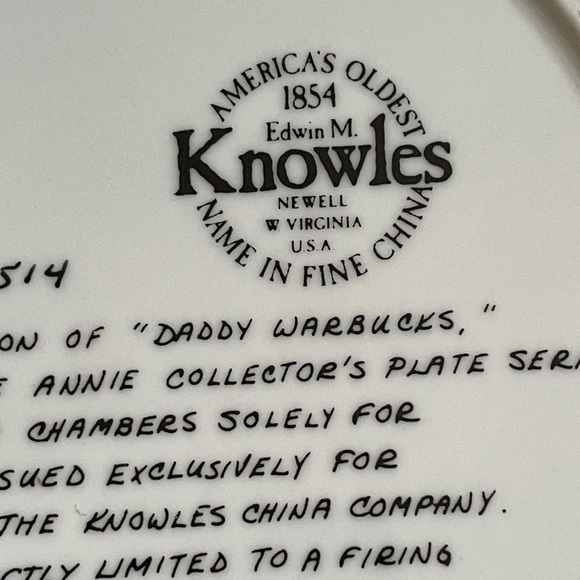 AMERICA'S OLDEST
1854
Edwin M.
Knowles
NEWELL
W VIRGINIA
U.S.A.
NAME IN FINE CHINA
514
ON OF "DADDY WARBUCKS,"
E ANNIE COLLECTOR'S PLATE SERI
CHAMBERS SOLELY FOR
SUED EXCLUSIVELY FOR
THE KNOWLES CHINA COMPANY.
CTLY LIMITED TO A FIRING